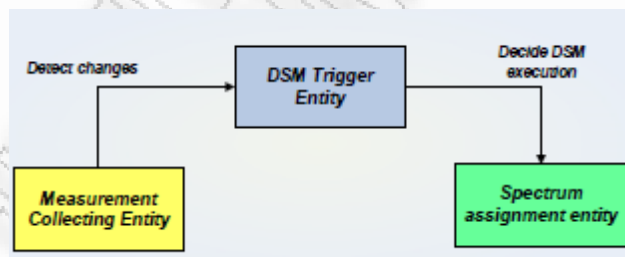 Detect changes
DSM Trigger
Entity
Decide DSM
execution
Measurement
Collecting Entity
Spectrum
assignment entity